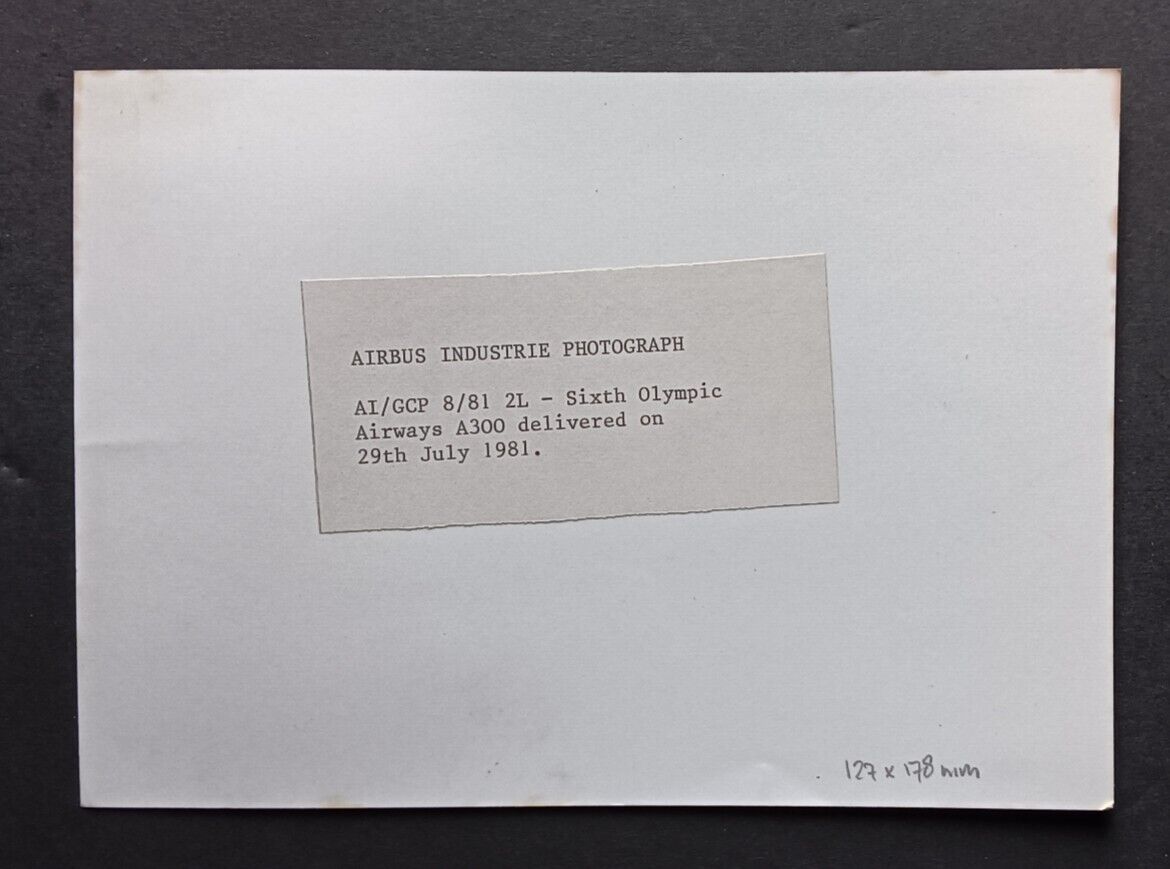 AIRBUS INDUSTRIE PHOTOGRAPH
AI/GCP 8/81 2L - Sixth Olympic
Airways A300 delivered on
29th July 1981.
127 x 178 mm